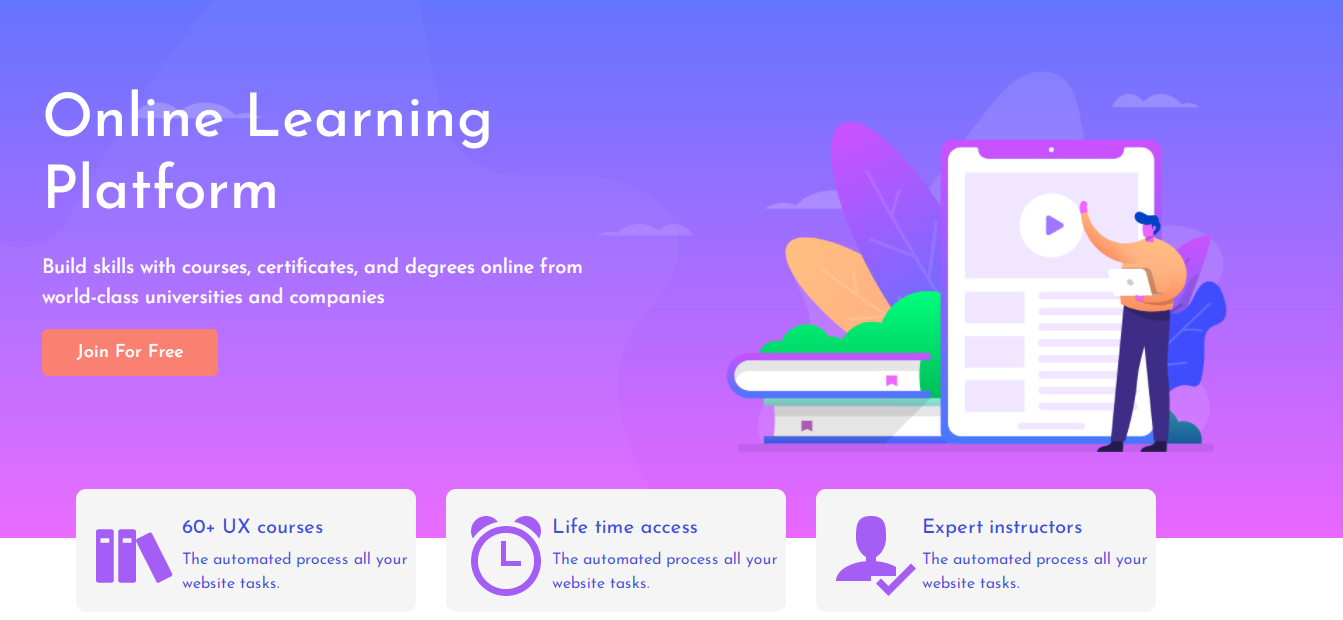 Online Learning
Platform
Build skills with courses, certificates, and degrees online from
world-class universities and companies
Join For Free
60+ UX courses
The automated process all your
website tasks.
Life time access
The automated process all your
website tasks.
Expert instructors
The automated process all your
website tasks.